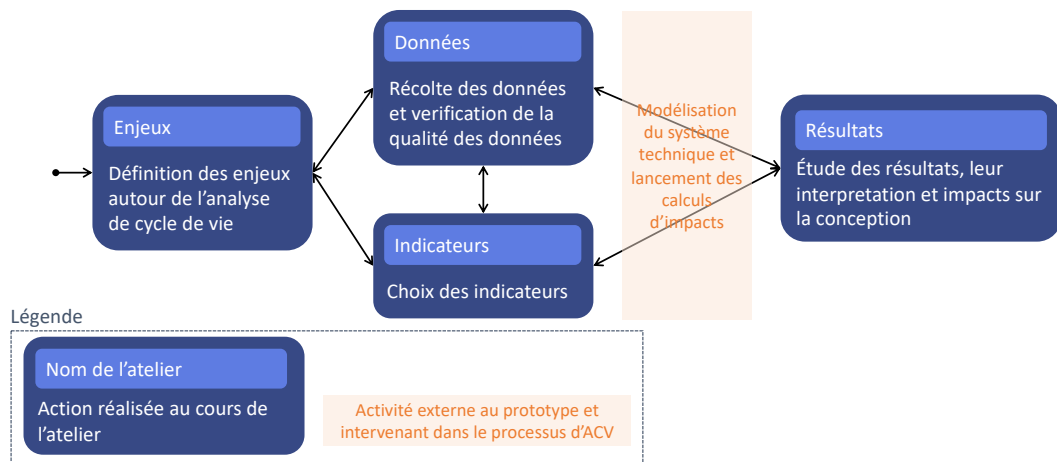 Enjeux
Définition des enjeux
autour de l'analyse
de cycle de vie
Données
Récolte des données
et verification de la
qualité des données
Indicateurs
Choix des indicateurs
Modélisation
du système
technique et
lancement des
calculs
d'impacts
Résultats
Étude des résultats, leur
interpretation et impacts sur
la conception
Légende
Nom de l'atelier
Action réalisée au cours de
l'atelier
Activité externe au prototype et
intervenant dans le processus d'ACV